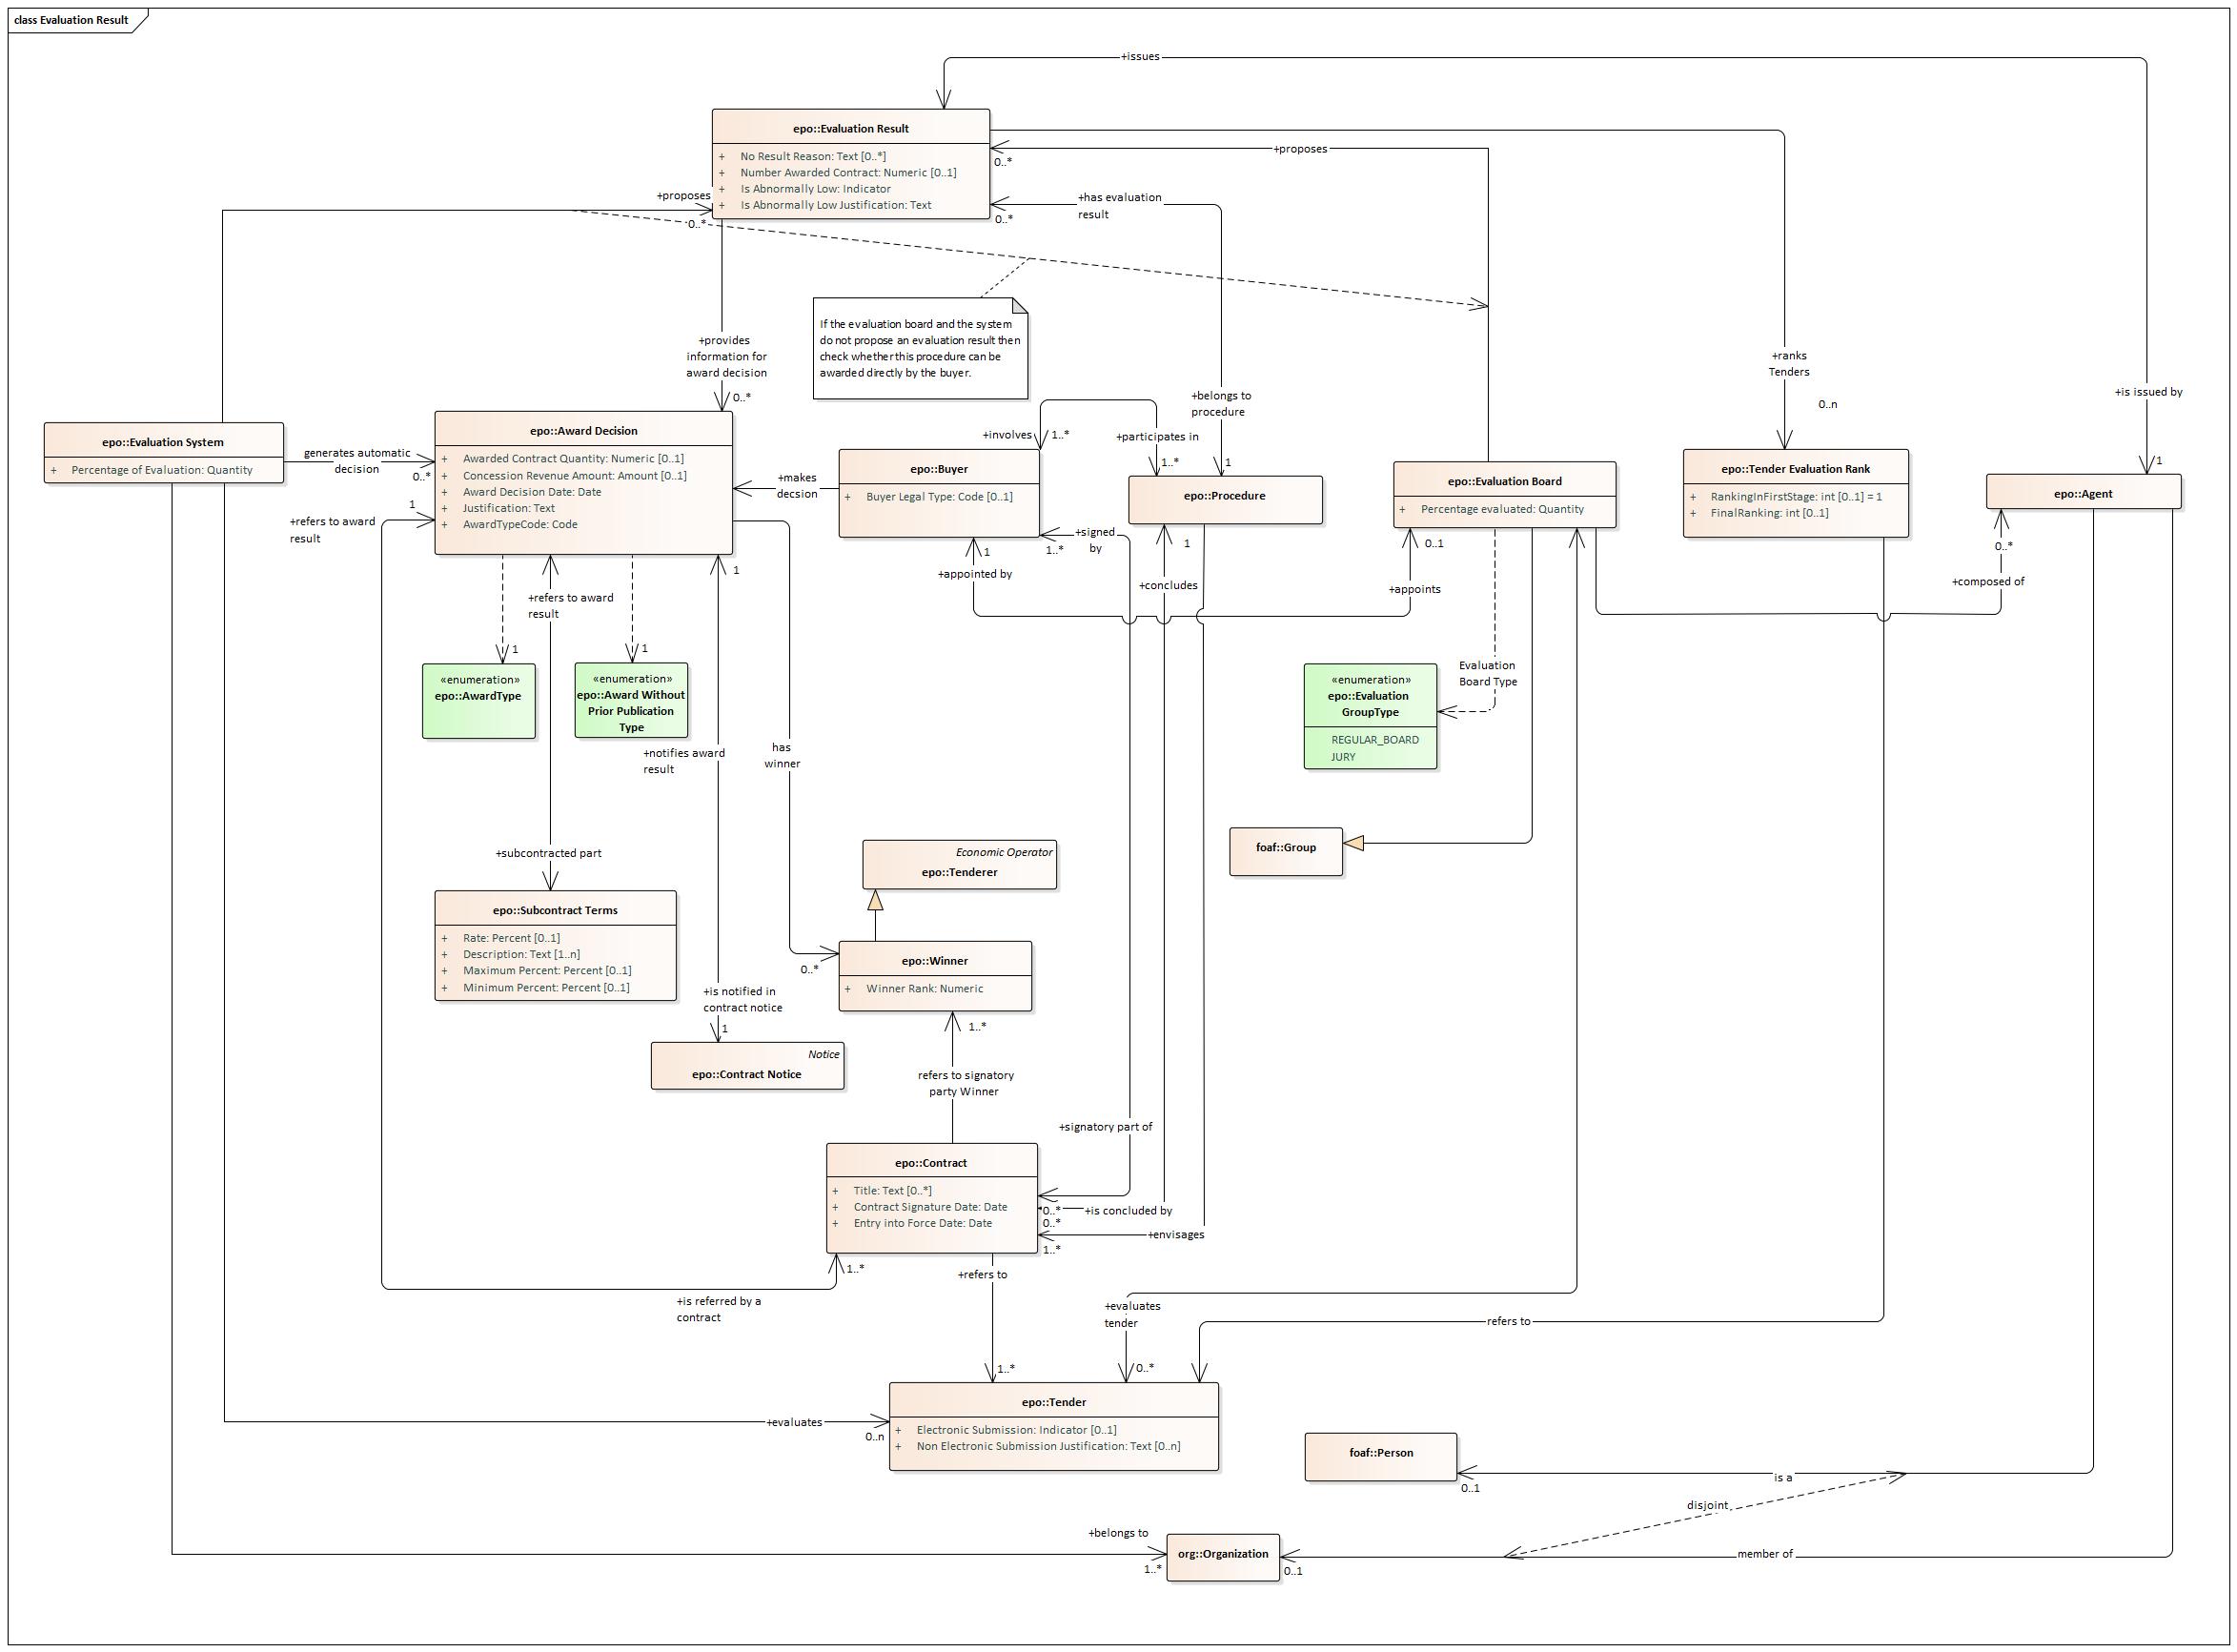 class Evaluation Result
+issues
epo::Evaluation Result
+ No Result Reason: Text [0..*]
+ Number Awarded Contract: Numeric [0..1]
+ Is Abnormally Low: Indicator
+ Is Abnormally Low Justification: Text
+proposes
0..*
+proposes
0..*
+has evaluation
result
0..*
If the evaluation board and the system
do not propose an evaluation result then
check whether this procedure can be
awarded directly by the buyer.
+provides
information for
award decision
0..*
+ranks
Tenders
0..n
+is issued by
1
+belongs to
procedure
1
+involves
1..*
+participates in
1..*
epo::Evaluation System
+ Percentage of Evaluation: Quantity
generates automatic
decision
0..*
epo::Award Decision
+ Awarded Contract Quantity: Numeric [0..1]
+ Concession Revenue Amount: Amount [0..1]
+ Award Decision Date: Date
+ Justification: Text
+ AwardTypeCode: Code
+makes
decsion
epo::Buyer
+ Buyer Legal Type: Code [0..1]
epo::Procedure
epo::Evaluation Board
+ Percentage evaluated: Quantity
epo::Tender Evaluation Rank
+ RankingInFirstStage: int [0..1] = 1
+ FinalRanking: int [0..1]
epo::Agent
1
+refers to award
result
+signed
by
1..*
1
+appointed by
1
+concludes
0..1
+appoints
0..*
+composed of
1
+refers to award
result
1
1
«enumeration»
epo::AwardType
«enumeration»
epo::Award Without
Prior Publication
Type
Evaluation
Board Type
«enumeration»
epo::Evaluation
GroupType
REGULAR_BOARD
JURY
+notifies award
result
has
winner
+subcontracted part
foaf::Group
Economic Operator
epo::Tenderer
epo::Subcontract Terms
+ Rate: Percent [0..1]
+ Description: Text [1..n]
+ Maximum Percent: Percent [0..1]
+ Minimum Percent: Percent [0..1]
0..*
epo::Winner
+ Winner Rank: Numeric
+is notified in
contract notice
1
1..*
Notice
epo::Contract Notice
refers to signatory
party Winner
+signatory part of
epo::Contract
+ Title: Text [0..*]
+ Contract Signature Date: Date
+ Entry into Force Date: Date
0..*
+is concluded by
0..*
+envisages
1..*
1..*
+refers to
+is referred by a
contract
+evaluates
tender
refers to
1..*
0..*
epo::Tender
+ Electronic Submission: Indicator [0..1]
+ Non Electronic Submission Justification: Text [0..n]
+evaluates
0..n
foaf::Person
0..1
is a
disjoint
+belongs to
1..*
org::Organization
0..1
member of